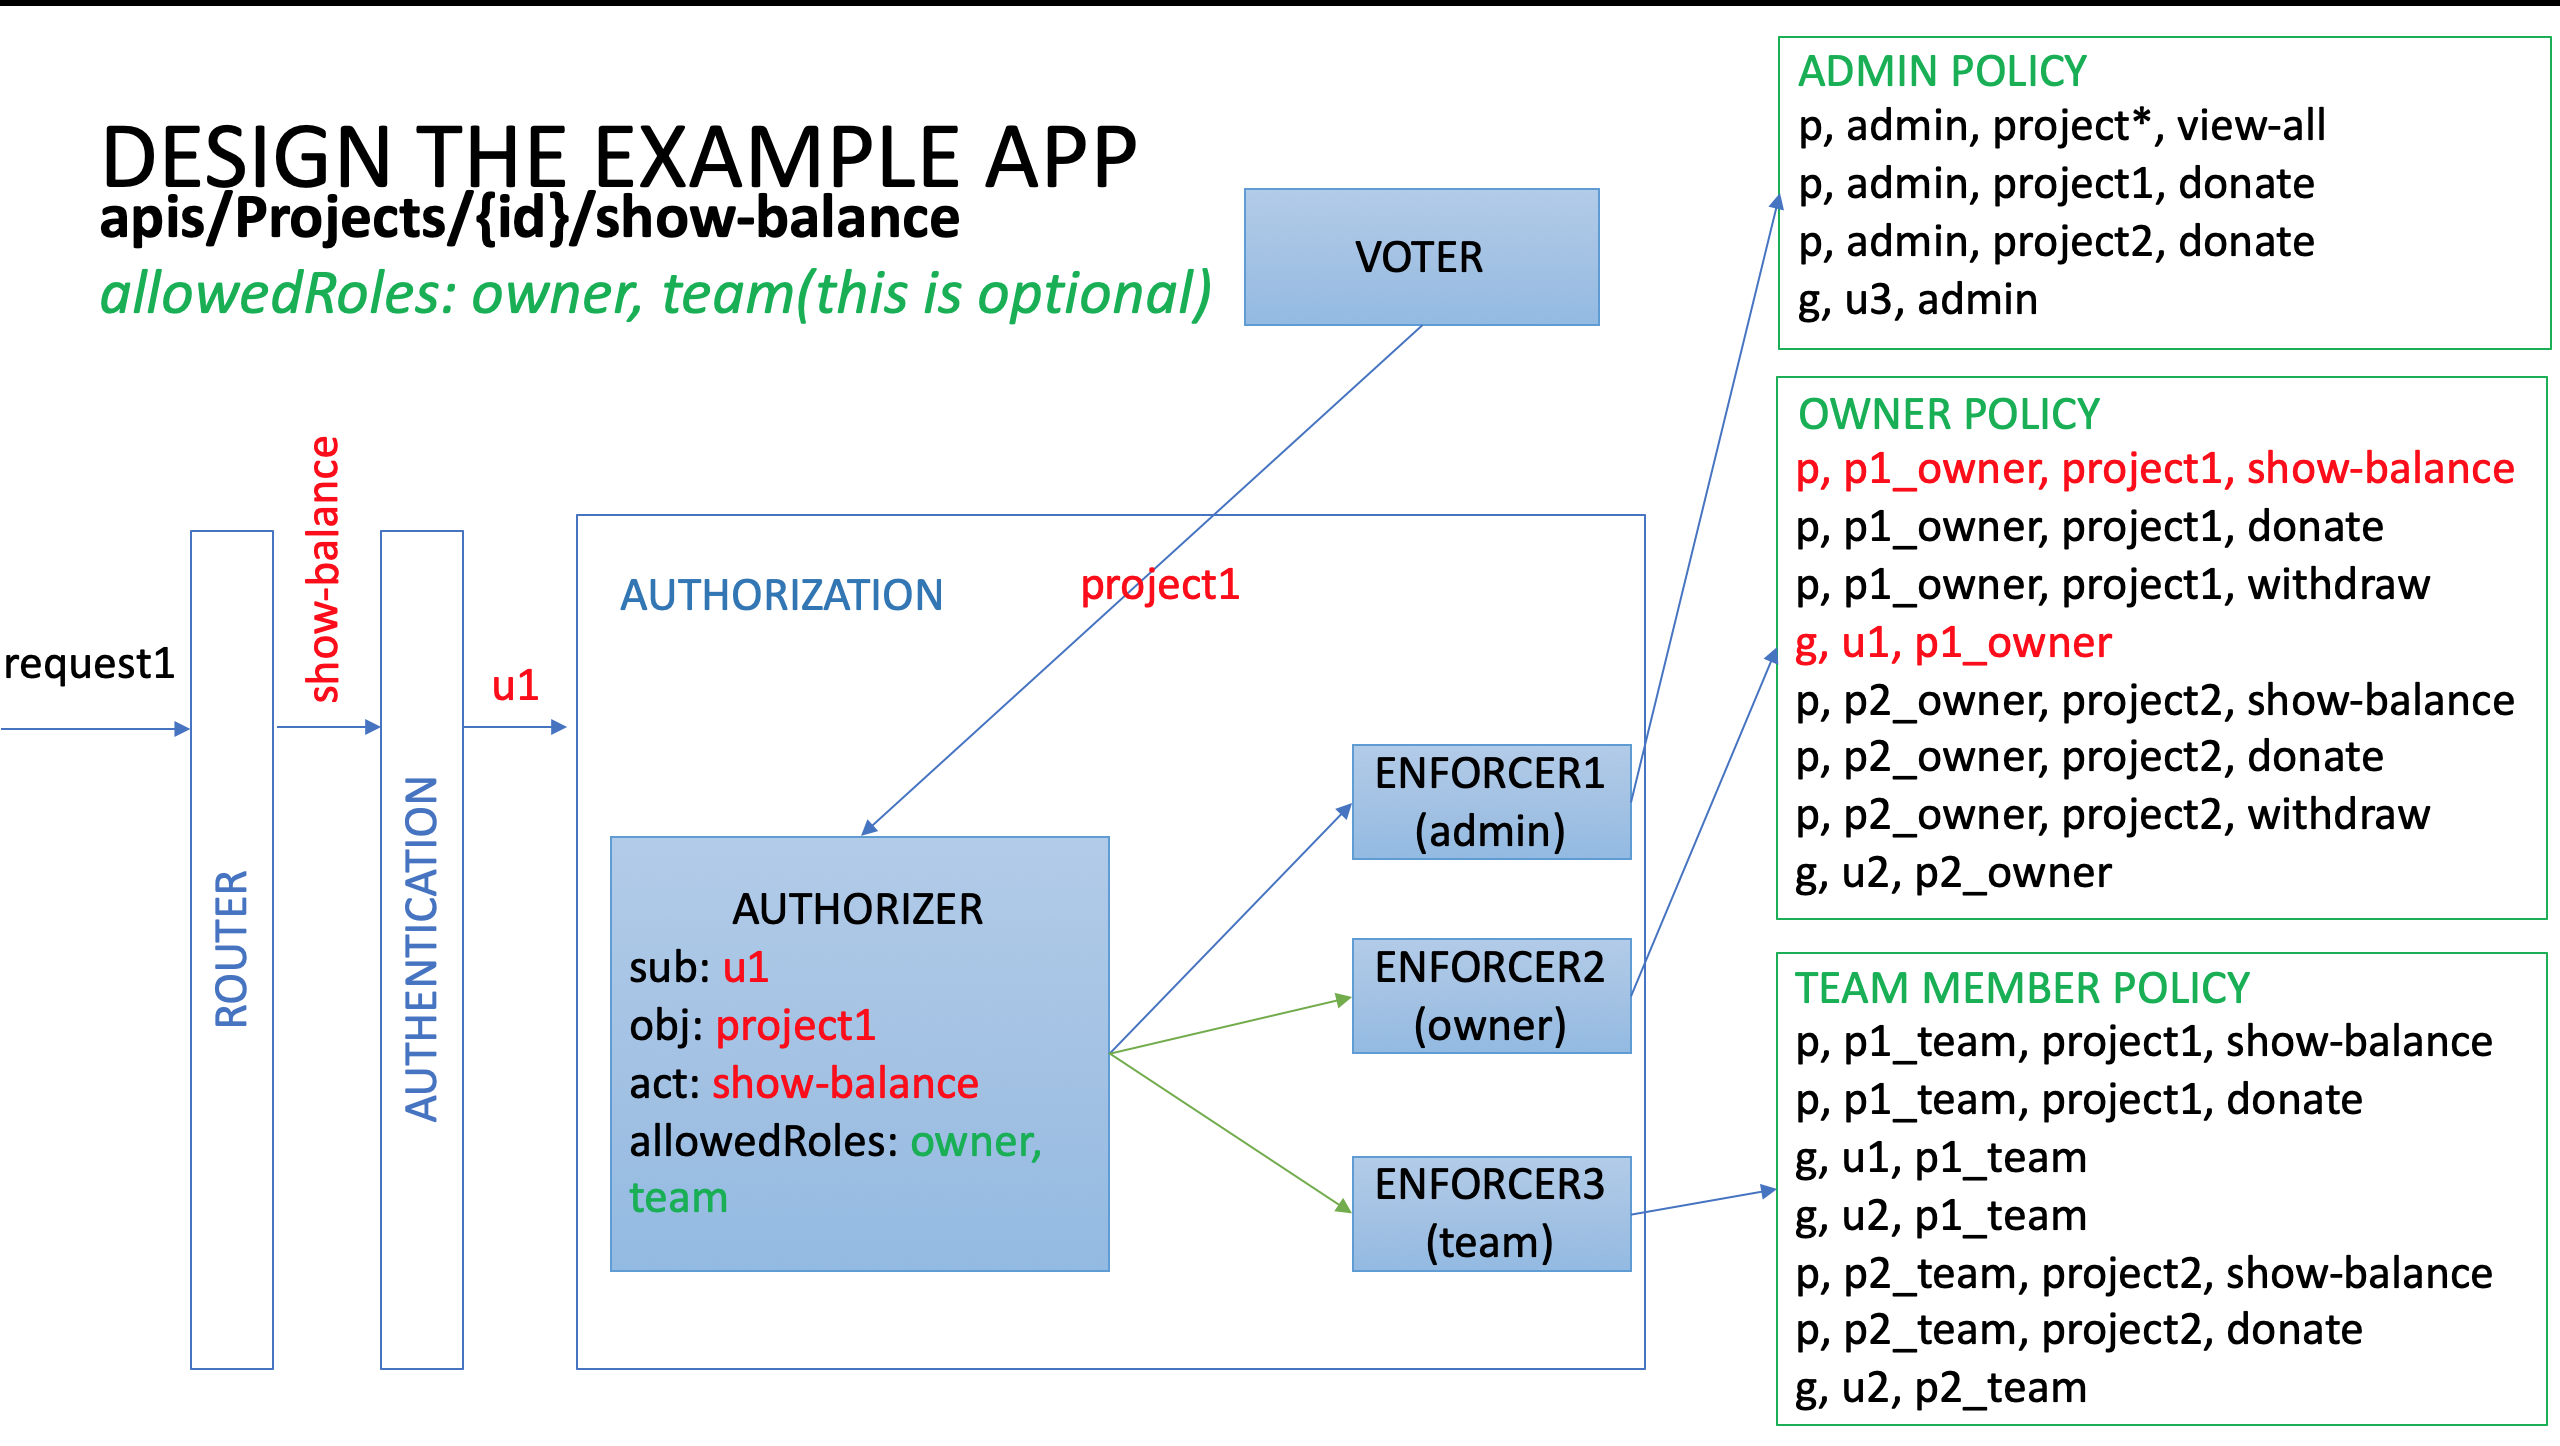 DESIGN THE EXAMPLE APP
apis/Projects/{id}/show-balance
allowedRoles: owner, team(this is optional)
VOTER
request1
ROUTER
show-balance
AUTHENTICATION
u1
AUTHORIZATION
project1
AUTHORIZER
sub: u1
obj: project1
act: show-balance
allowedRoles: owner,
team
ENFORCER1
(admin)
ENFORCER2
(owner)
ENFORCER3
(team)
ADMIN POLICY
p, admin, project*, view-all
p, admin, project1, donate
p, admin, project2, donate
g, u3, admin
OWNER POLICY
p, p1_owner, project1, show-balance
p, p1_owner, project1, donate
p, p1_owner, project1, withdraw
g, u1, p1_owner
p, p2_owner, project2, show-balance
p, p2_owner, project2, donate
p, p2_owner, project2, withdraw
g, u2, p2_owner
TEAM MEMBER POLICY
p, p1_team, project1, show-balance
p, p1_team, project1, donate
g, u1, p1_team
g, u2, p1_team
p, p2_team, project2, show-balance
p, p2_team, project2, donate
g, u2, p2_team